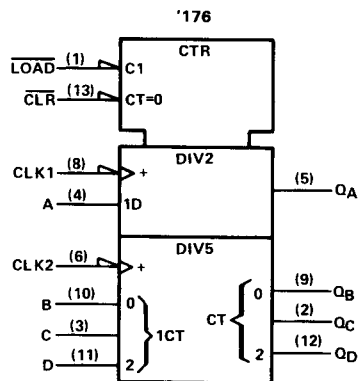 '176
CTR
LOAD (1) C1
CLR (13) CT=0
DIV2
CLK1 (8) +
A (4) 1D (5) QA
DIV5
CLK2 (6) +
B (10) 0 0 (9) QB
C (3) 1CT CT (2) QC
D (11) 2 2 (12) QD